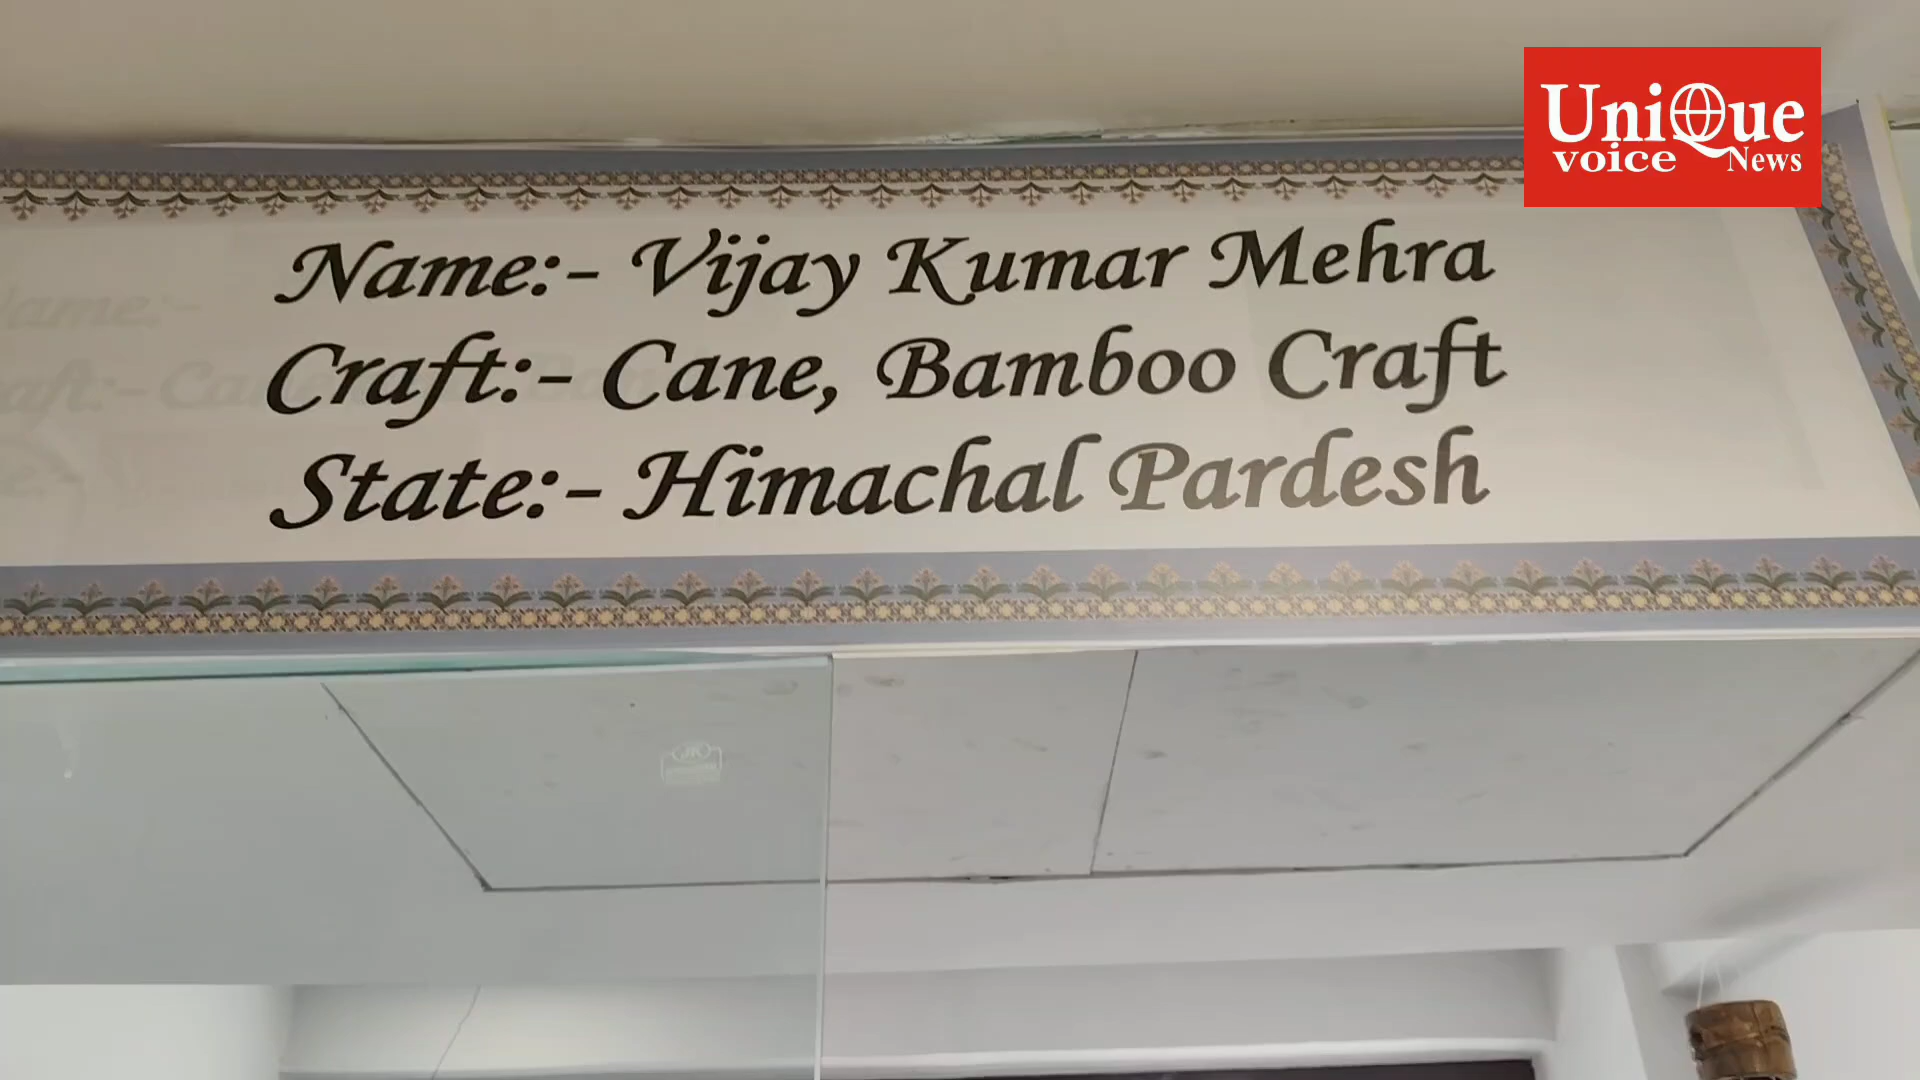 UniQue
voice News
Name:- Vijay Kumar Mehra
Craft:- Cane, Bamboo Craft
State:- Himachal Pardesh